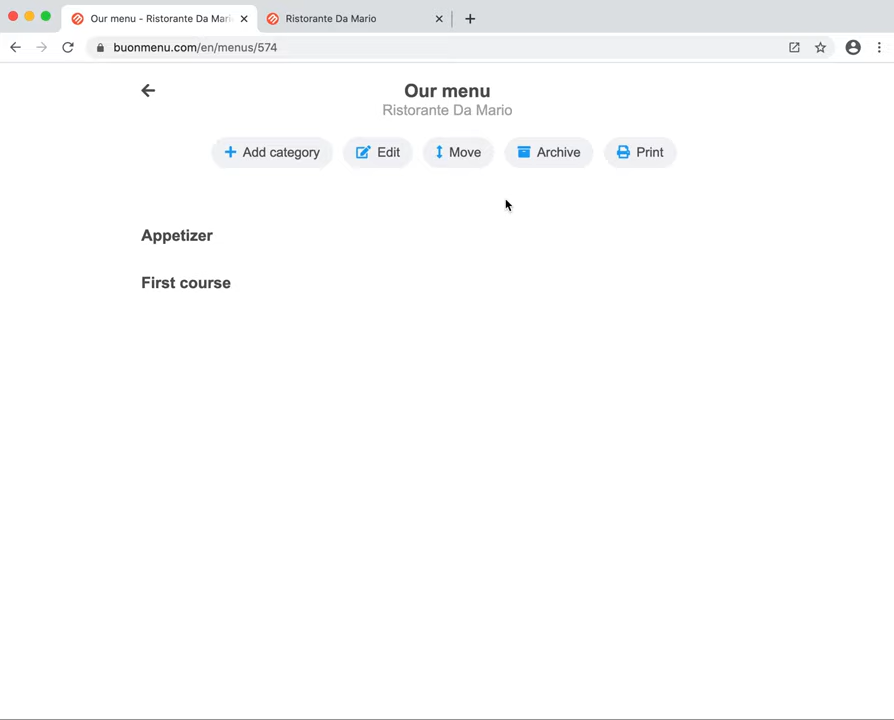 Our menu - Ristorante Da Mari
Ristorante Da Mario
buonmenu.com/en/menus/574
Our menu
Ristorante Da Mario
Add category
Edit
Move
Archive
Print
Appetizer
First course